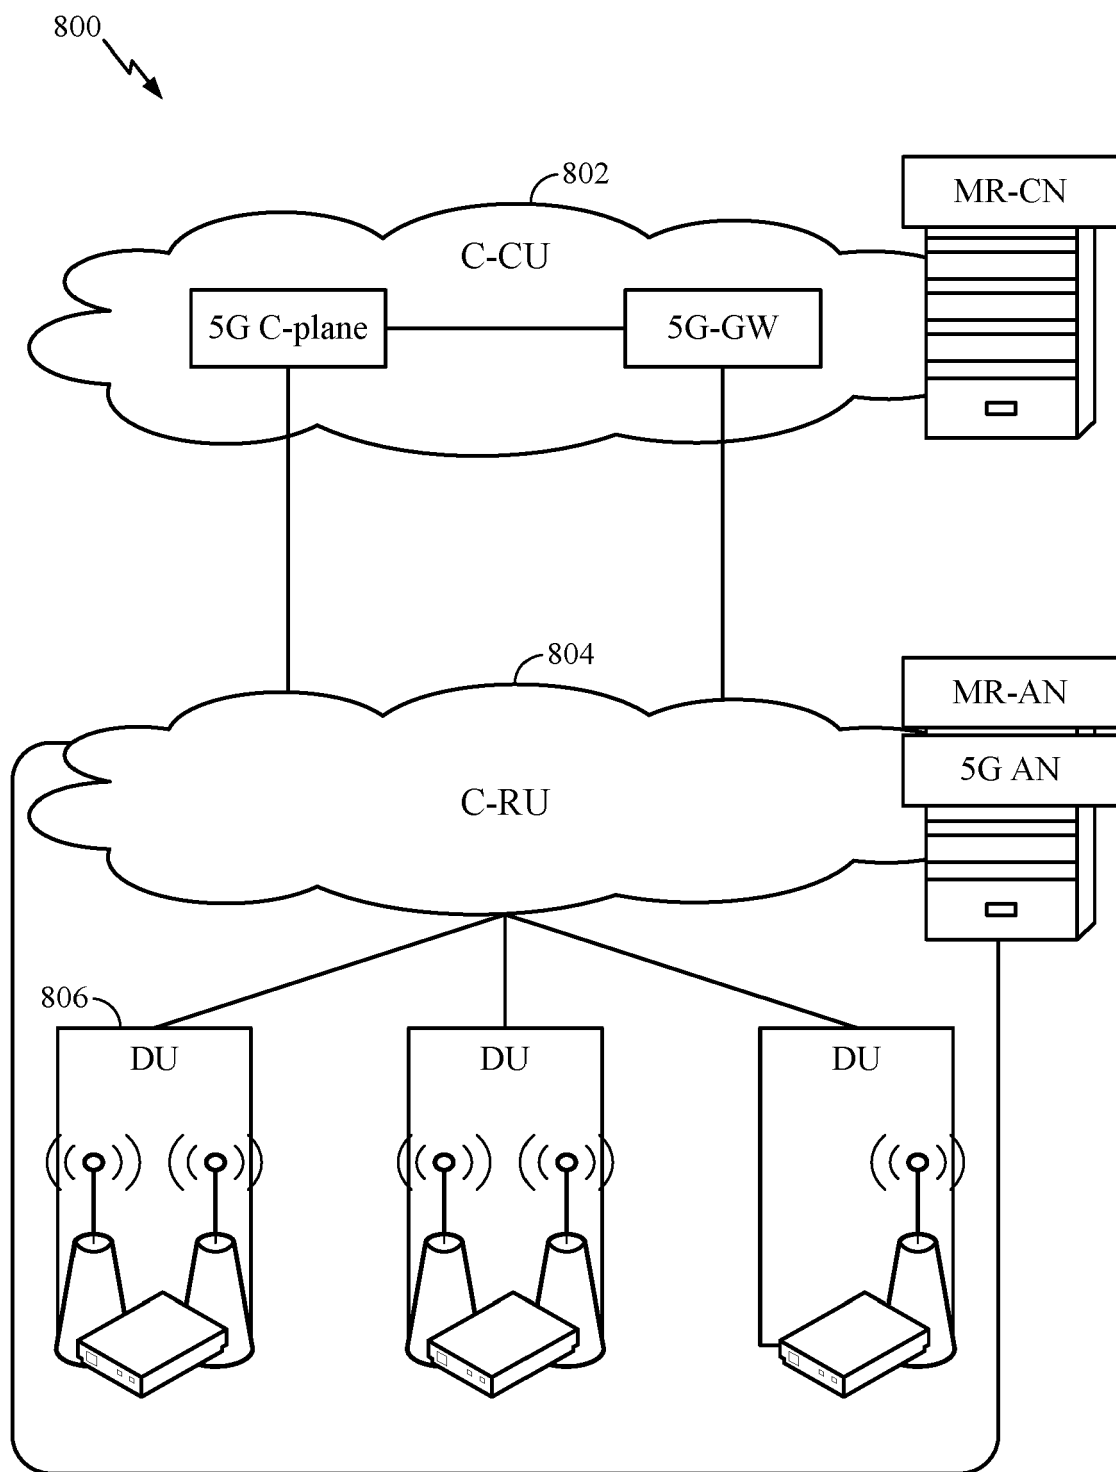 800
802
MR-CN
C-CU
5G C-plane
5G-GW
804
MR-AN
5G AN
C-RU
806
DU
DU
DU